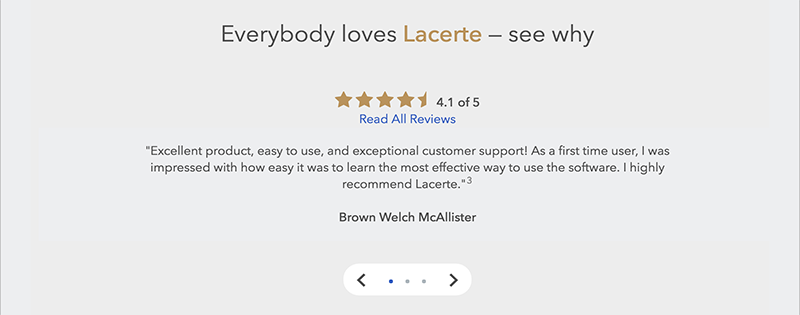 Everybody loves Lacerte – see why
4.1 of 5
Read All Reviews
"Excellent product, easy to use, and exceptional customer support! As a first time user, I was
impressed with how easy it was to learn the most effective way to use the software. I highly
recommend Lacerte."3
Brown Welch McAllister